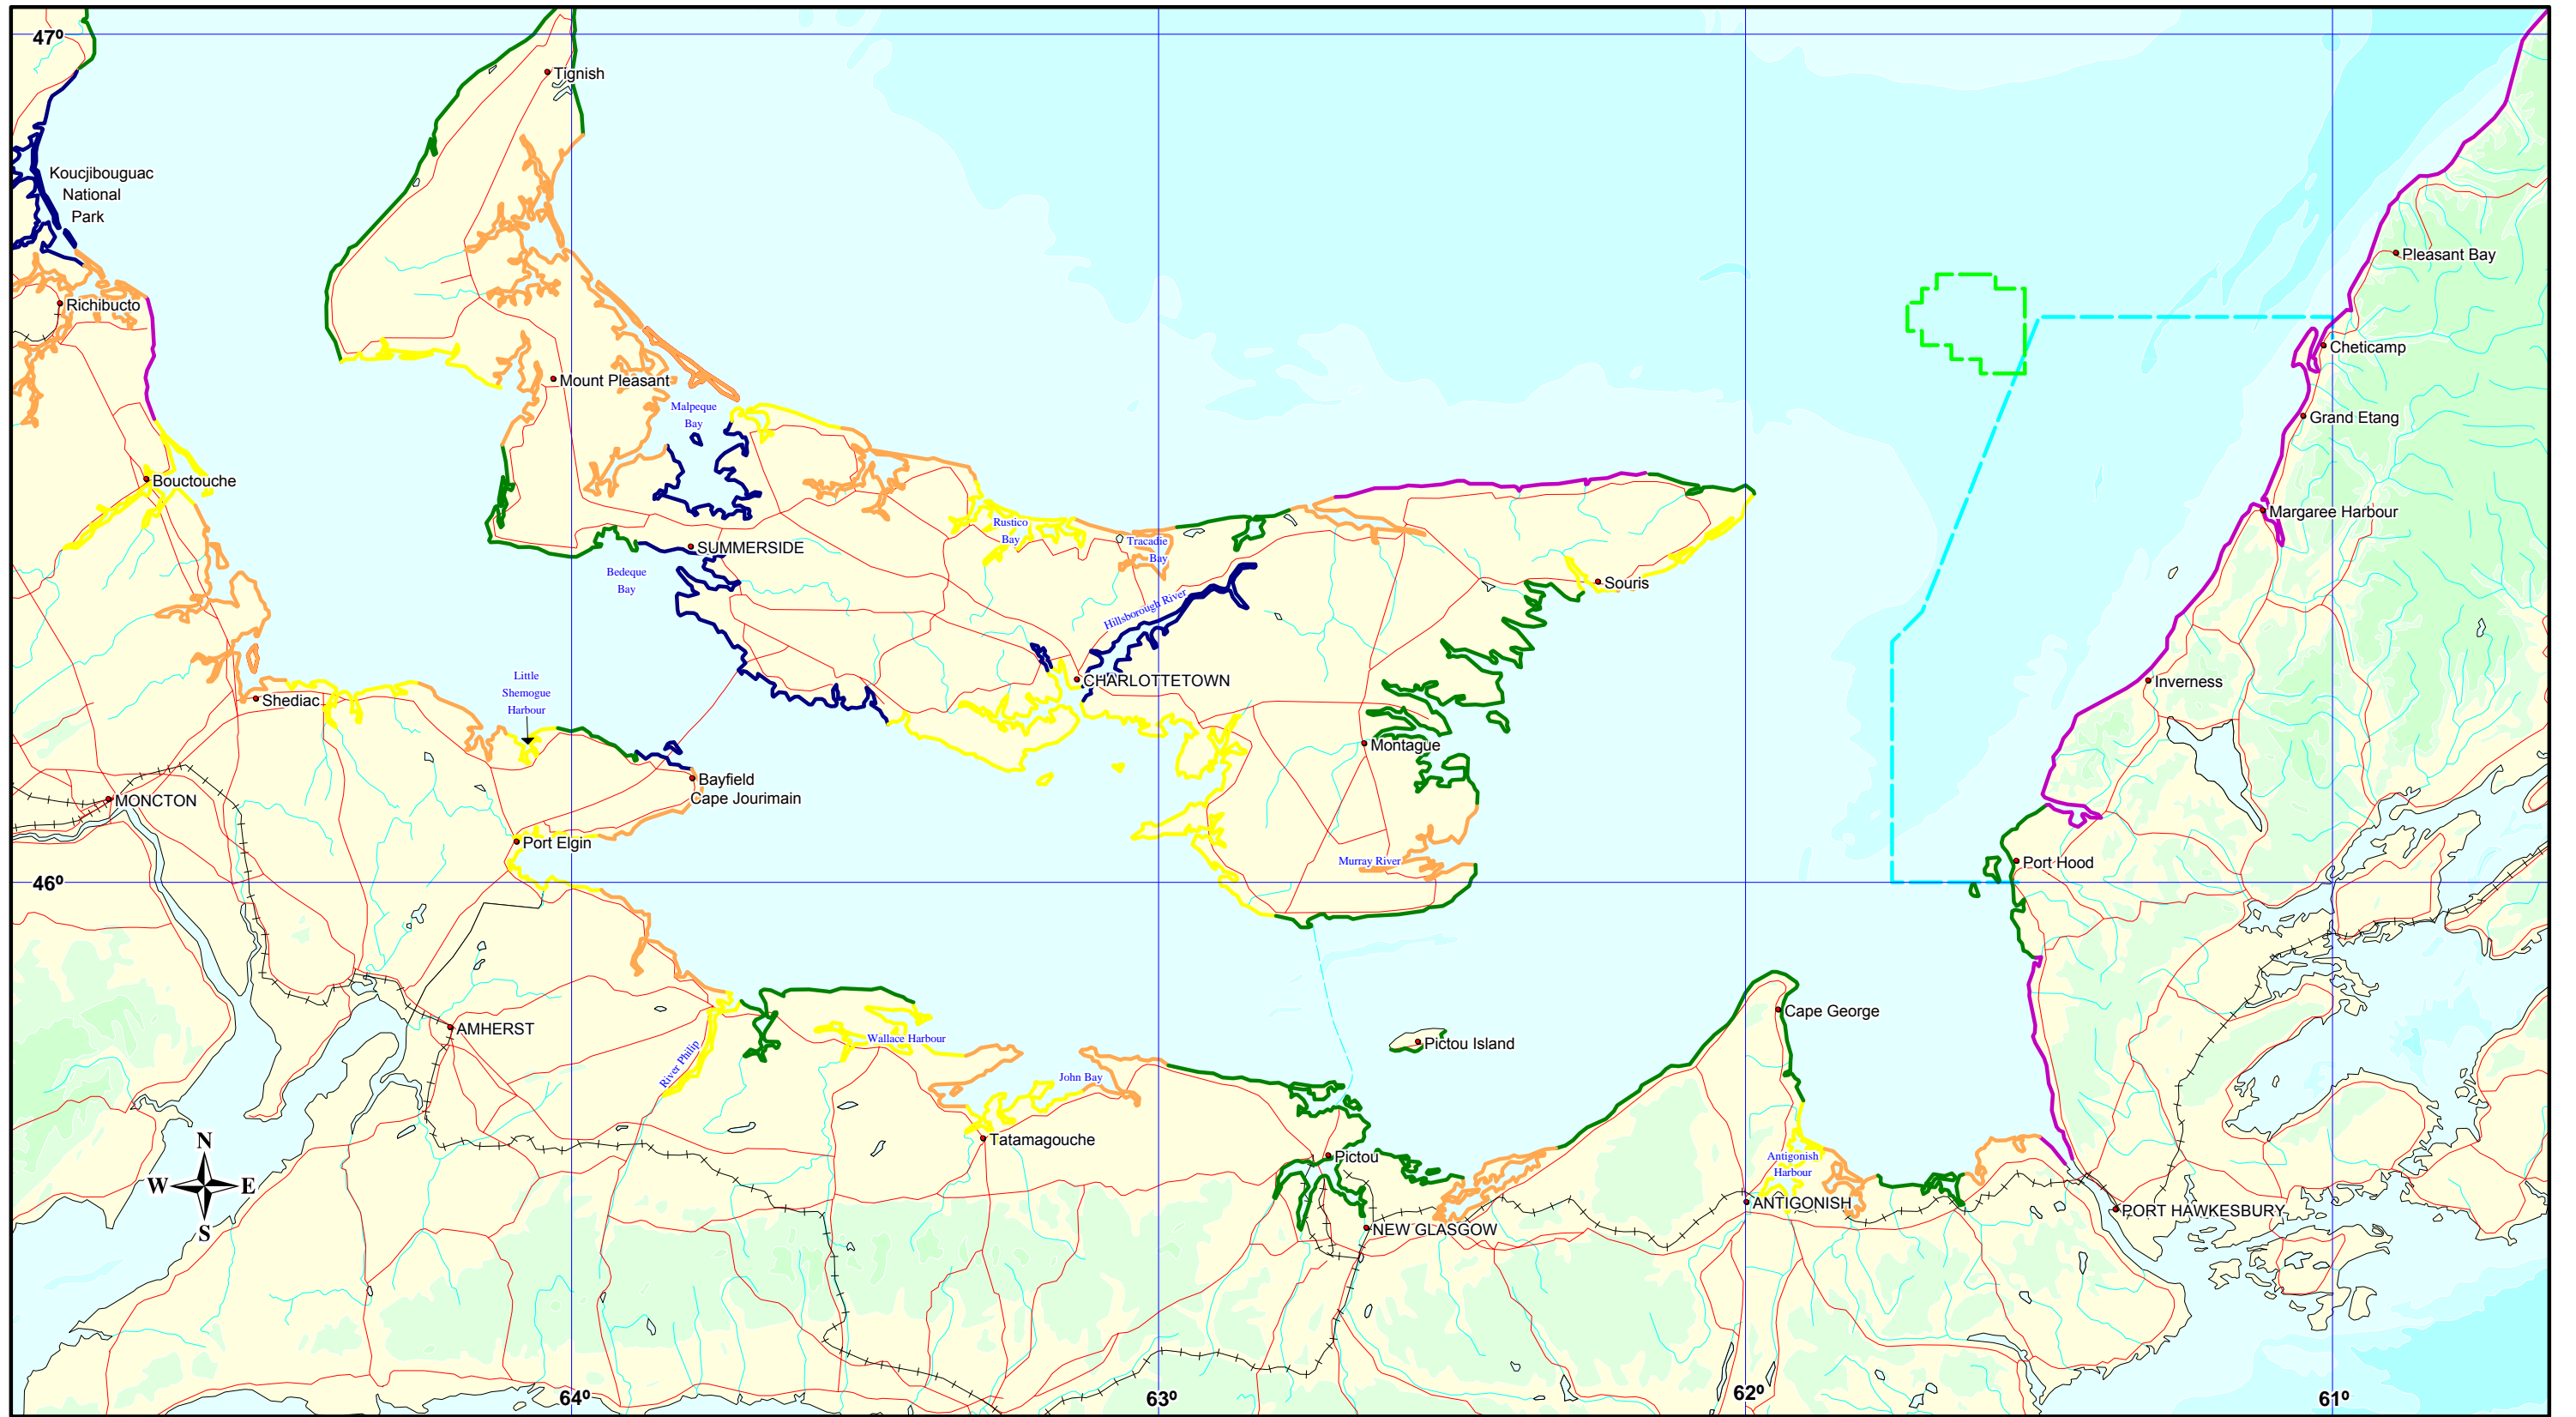 47º
Tignish
Koucjibouguac
National
Park
Pleasant Bay
Richibucto
Cheticamp
Mount Pleasant
Malpeque
Bay
Grand Etang
Bouctouche
Margaree Harbour
Rustico
Bay
Tracadie
Bay
SUMMERSIDE
Bedeque
Bay
Souris
Hillsborough River
CHARLOTTETOWN
Inverness
Little
Shemogue
Harbour
Shediac
Montague
Bayfield
Cape Jourimain
MONCTON
Port Elgin
Murray River
Port Hood
46º
Cape George
AMHERST
Wallace Harbour
Pictou Island
River Philip
John Bay
Tatamagouche
Pictou
Antigonish
Harbour
N
W
E
S
ANTIGONISH
PORT HAWKESBURY
NEW GLASGOW
64º
63º
62º
61º